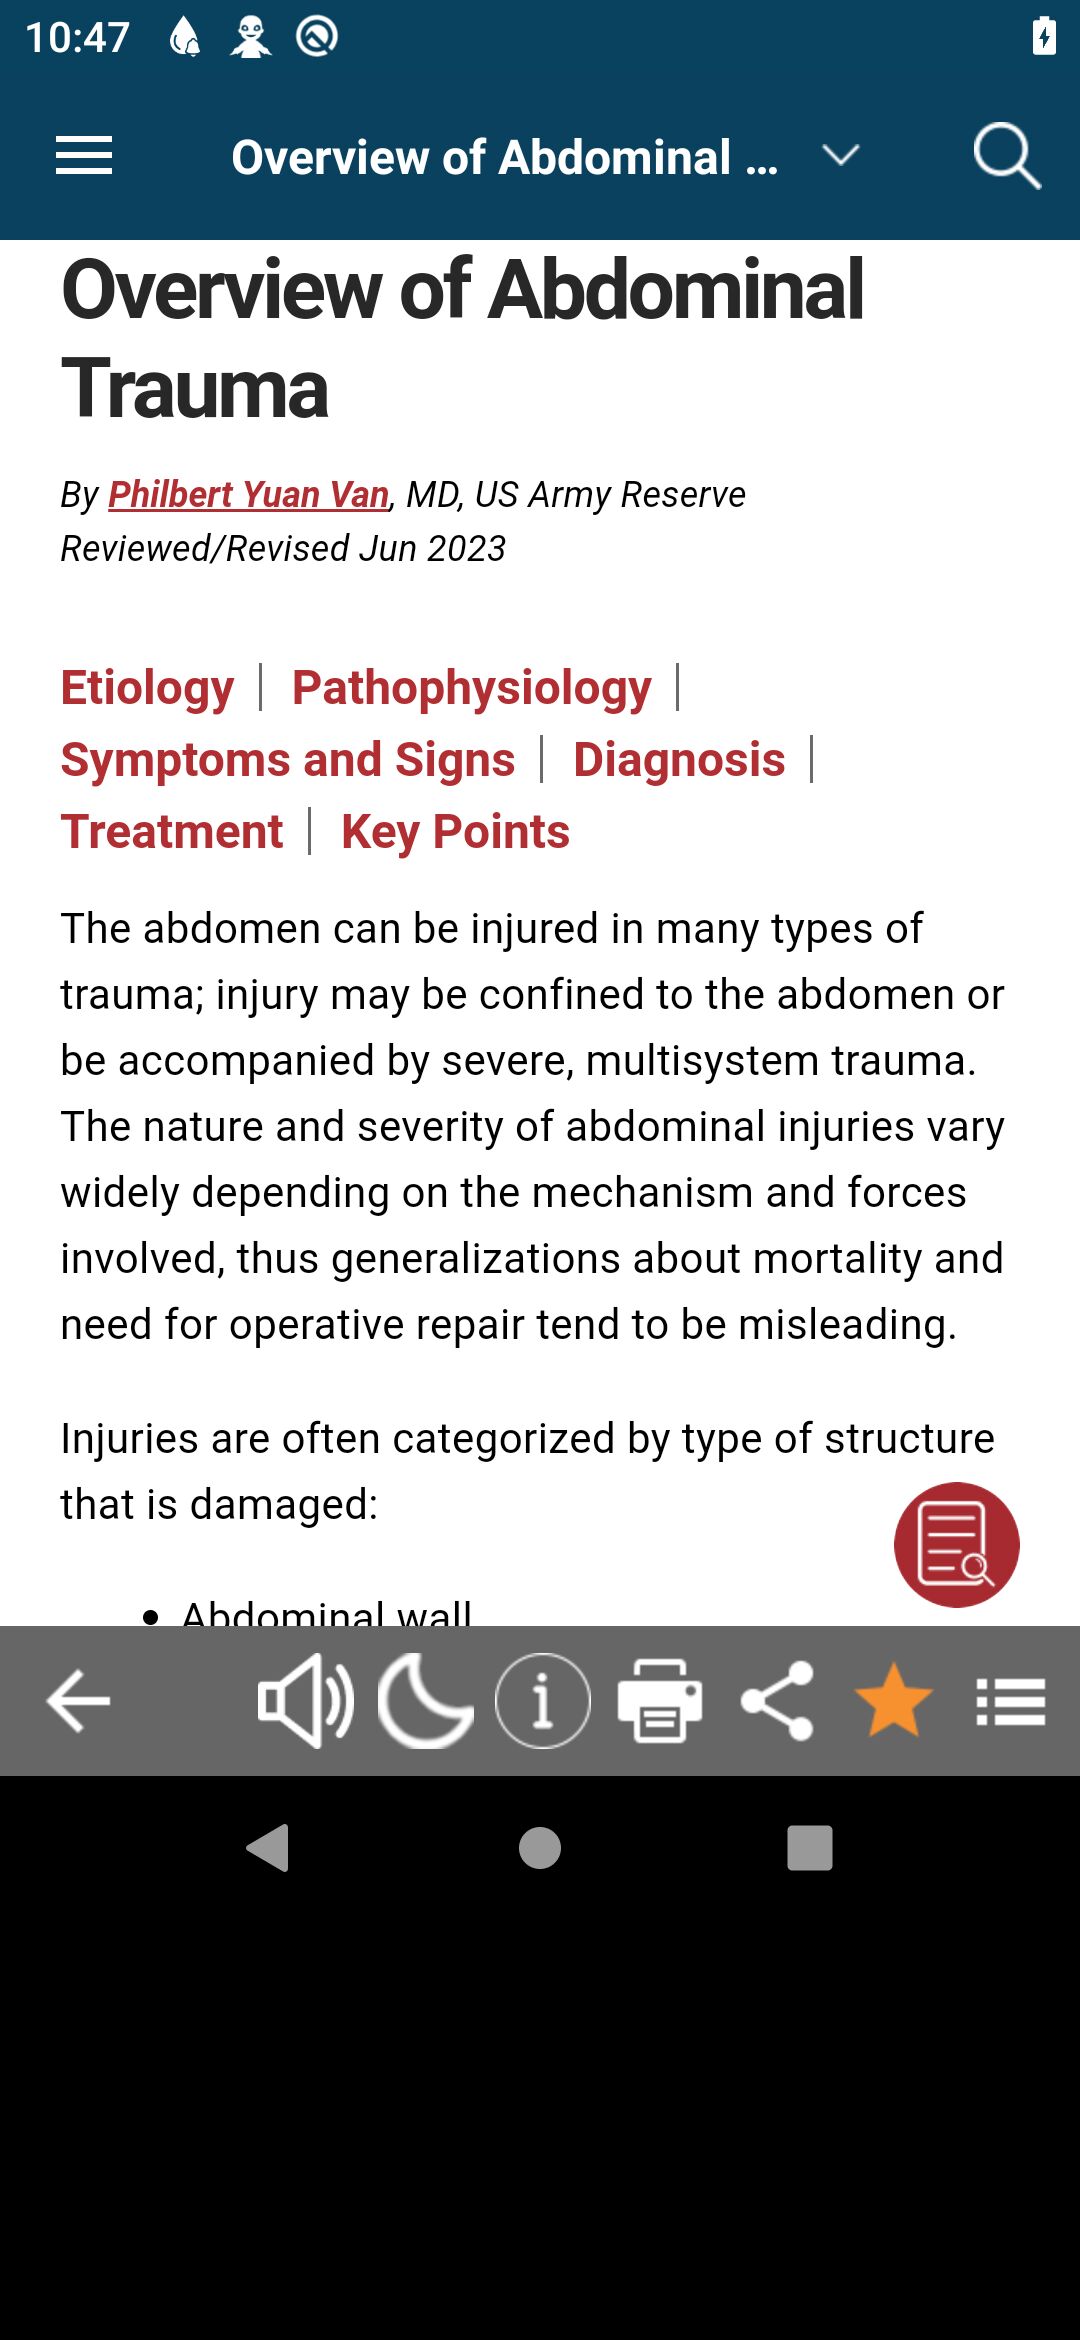 10:47
Overview of Abdominal ...
Overview of Abdominal
Trauma
By Philbert Yuan Van, MD, US Army Reserve
Reviewed/Revised Jun 2023
Etiology | Pathophysiology |
Symptoms and Signs | Diagnosis |
Treatment | Key Points
The abdomen can be injured in many types of
trauma; injury may be confined to the abdomen or
be accompanied by severe, multisystem trauma.
The nature and severity of abdominal injuries vary
widely depending on the mechanism and forces
involved, thus generalizations about mortality and
need for operative repair tend to be misleading.
Injuries are often categorized by type of structure
that is damaged:
• Abdominal wall